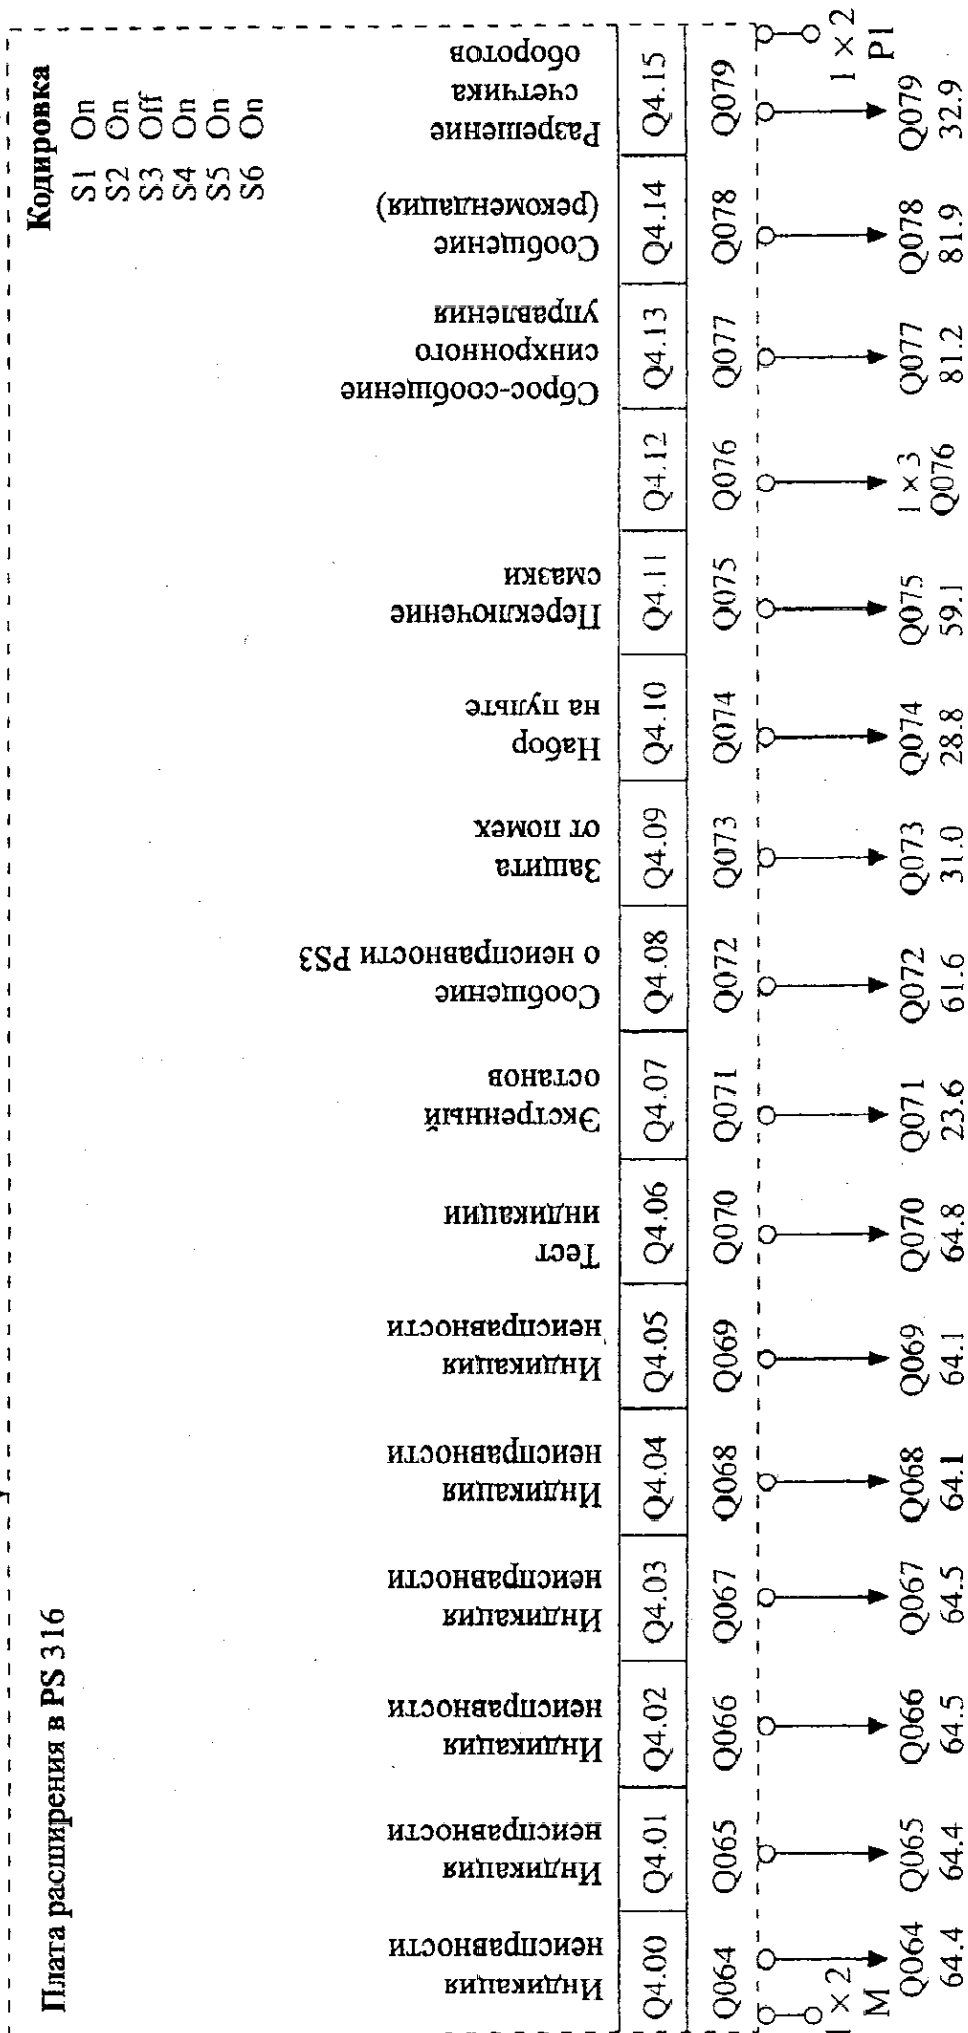 Плата расширения в PS 316
Кодировка
S1 On
S2 On
S3 Off
S4 On
S5 On
S6 On
Индикация
неисправности
Индикация
неисправности
Индикация
неисправности
Индикация
неисправности
Индикация
неисправности
Индикация
неисправности
Тест
индикации
Экстренный
останов
Сообщение
о неисправности PS3
Защита
от помех
Набор
на пульте
Переключение
смазки
Сброс-сообщение
синхронного
управления
Сообщение
(рекомендация)
Разрешение
счетчика
оборотов
Q4.00 Q4.01 Q4.02 Q4.03 Q4.04 Q4.05 Q4.06 Q4.07 Q4.08 Q4.09 Q4.10 Q4.11 Q4.12 Q4.13 Q4.14 Q4.15
Q064 Q065 Q066 Q067 Q068 Q069 Q070 Q071 Q072 Q073 Q074 Q075 Q076 Q077 Q078 Q079
1 × 2
M
1 × 3
1 × 2
P1
Q064 Q065 Q066 Q067 Q068 Q069 Q070 Q071 Q072 Q073 Q074 Q075 Q076 Q077 Q078 Q079
64.4 64.4 64.5 64.5 64.1 64.1 64.8 23.6 61.6 31.0 28.8 59.1 81.2 81.9 32.9